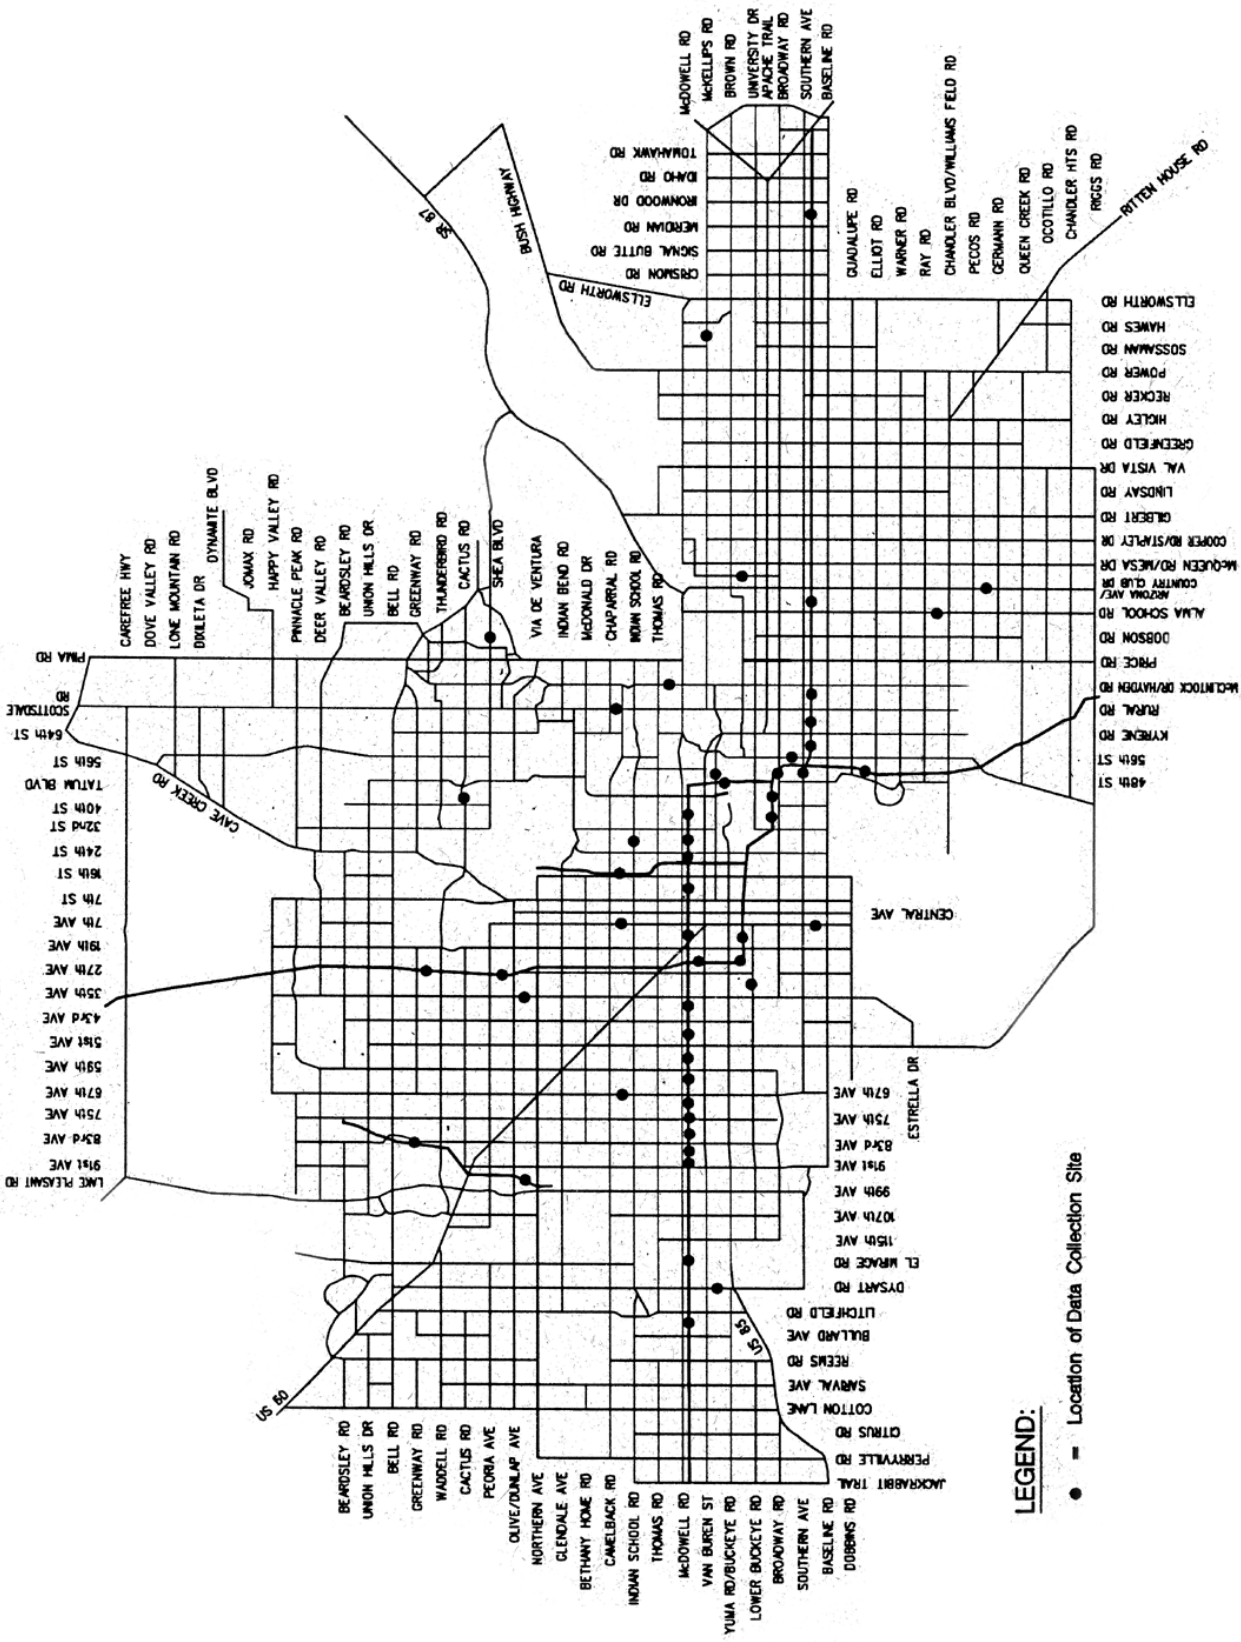 McDOWELL RD
McKELLIPS RD
BROWN RD
UNIVERSITY DR
APACHE TRAIL
BROADWAY RD
SOUTHERN AVE
BASELINE RD
TOMAHAWK RD
IDAHO RD
IRONWOOD DR
MERIDIAN RD
SIGNAL BUTTE RD
CRISMON RD
SR 87
BUSH HIGHWAY
ELLSWORTH RD
GUADALUPE RD
ELLIOT RD
WARNER RD
RAY RD
CHANDLER BLVD/WILLIAMS FIELD RD
PECOS RD
GERMANN RD
QUEEN CREEK RD
OCOTILLO RD
CHANDLER HTS RD
RIGGS RD
RITTEN HOUSE RD
ELLSWORTH RD
HAWES RD
SOSSAMAN RD
POWER RD
RECKER RD
HIGLEY RD
GREENFIELD RD
VAL VISTA DR
LINDSAY RD
GILBERT RD
COOPER RD/STAPLEY DR
McQUEEN RD/MESA DR
ARIZONA AVE/
COUNTRY CLUB DR
ALMA SCHOOL RD
DOBSON RD
PRICE RD
McCLINTOCK DR/HAYDEN RD
RURAL RD
KYRENE RD
56th ST
48th ST
CAREFREE HWY
DOVE VALLEY RD
LONE MOUNTAIN RD
DIXILETA DR
DYNAMITE BLVD
JOMAX RD
HAPPY VALLEY RD
PINNACLE PEAK RD
DEER VALLEY RD
BEARDSLEY RD
UNION HILLS DR
BELL RD
GREENWAY RD
THUNDERBIRD RD
CACTUS RD
SHEA BLVD
VIA DE VENTURA
INDIAN BEND RD
McDONALD DR
CHAPARRAL RD
INDIAN SCHOOL RD
THOMAS RD
PIMA RD
SCOTTSDALE
RD
64th ST
56th ST
TATUM BLVD
40th ST
32nd ST
24th ST
16th ST
7th ST
7th AVE
19th AVE
27th AVE
35th AVE
43rd AVE
51st AVE
59th AVE
67th AVE
75th AVE
83rd AVE
91st AVE
LAKE PLEASANT RD
CAVE CREEK RD
CENTRAL AVE
ESTRELLA DR
67th AVE
75th AVE
83rd AVE
91st AVE
99th AVE
107th AVE
115th AVE
EL MIRAGE RD
DYSART RD
LITCHFIELD RD
BULLARD AVE
REEMS RD
SARIVAL AVE
COTTON LANE
CITRUS RD
PERRYVILLE RD
JACKRABBIT TRAIL
US 85
US 60
BEARDSLEY RD
UNION HILLS DR
BELL RD
GREENWAY RD
WADDELL RD
CACTUS RD
PEORIA AVE
OLIVE/DUNLAP AVE
NORTHERN AVE
GLENDALE AVE
BETHANY HOME RD
CAMELBACK RD
INDIAN SCHOOL RD
THOMAS RD
McDOWELL RD
VAN BUREN ST
YUMA RD/BUCKEYE RD
LOWER BUCKEYE RD
BROADWAY RD
SOUTHERN AVE
BASELINE RD
DOBBINS RD
LEGEND:
● = Location of Data Collection Site